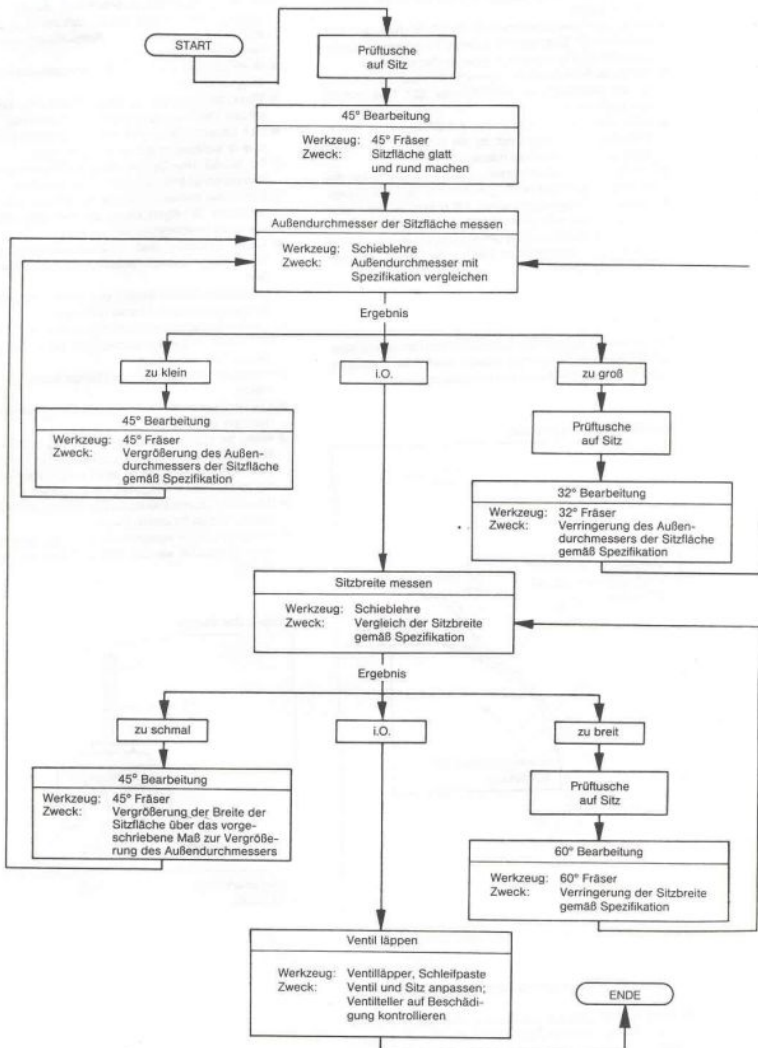 START
Prüftusche
auf Sitz
45° Bearbeitung
Werkzeug: 45° Fräser
Zweck: Sitzfläche glatt
und rund machen
Außendurchmesser der Sitzfläche messen
Werkzeug: Schieblehre
Zweck: Außendurchmesser mit
Spezifikation vergleichen
Ergebnis
zu klein
i.O.
zu groß
45° Bearbeitung
Werkzeug: 45° Fräser
Zweck: Vergrößerung des Außen-
durchmessers der Sitzfläche
gemäß Spezifikation
Prüftusche
auf Sitz
32° Bearbeitung
Werkzeug: 32° Fräser
Zweck: Verringerung des Außen-
durchmessers der Sitzfläche
gemäß Spezifikation
Sitzbreite messen
Werkzeug: Schieblehre
Zweck: Vergleich der Sitzbreite
gemäß Spezifikation
Ergebnis
zu schmal
i.O.
zu breit
45° Bearbeitung
Werkzeug: 45° Fräser
Zweck: Vergrößerung der Breite der
Sitzfläche über das vorge-
schriebene Maß zur Vergröße-
rung des Außendurchmessers
Prüftusche
auf Sitz
60° Bearbeitung
Werkzeug: 60° Fräser
Zweck: Verringerung der Sitzbreite
gemäß Spezifikation
Ventil läppen
Werkzeug: Ventilläpper, Schleifpaste
Zweck: Ventil und Sitz anpassen;
Ventilteller auf Beschädi-
gung kontrollieren
ENDE